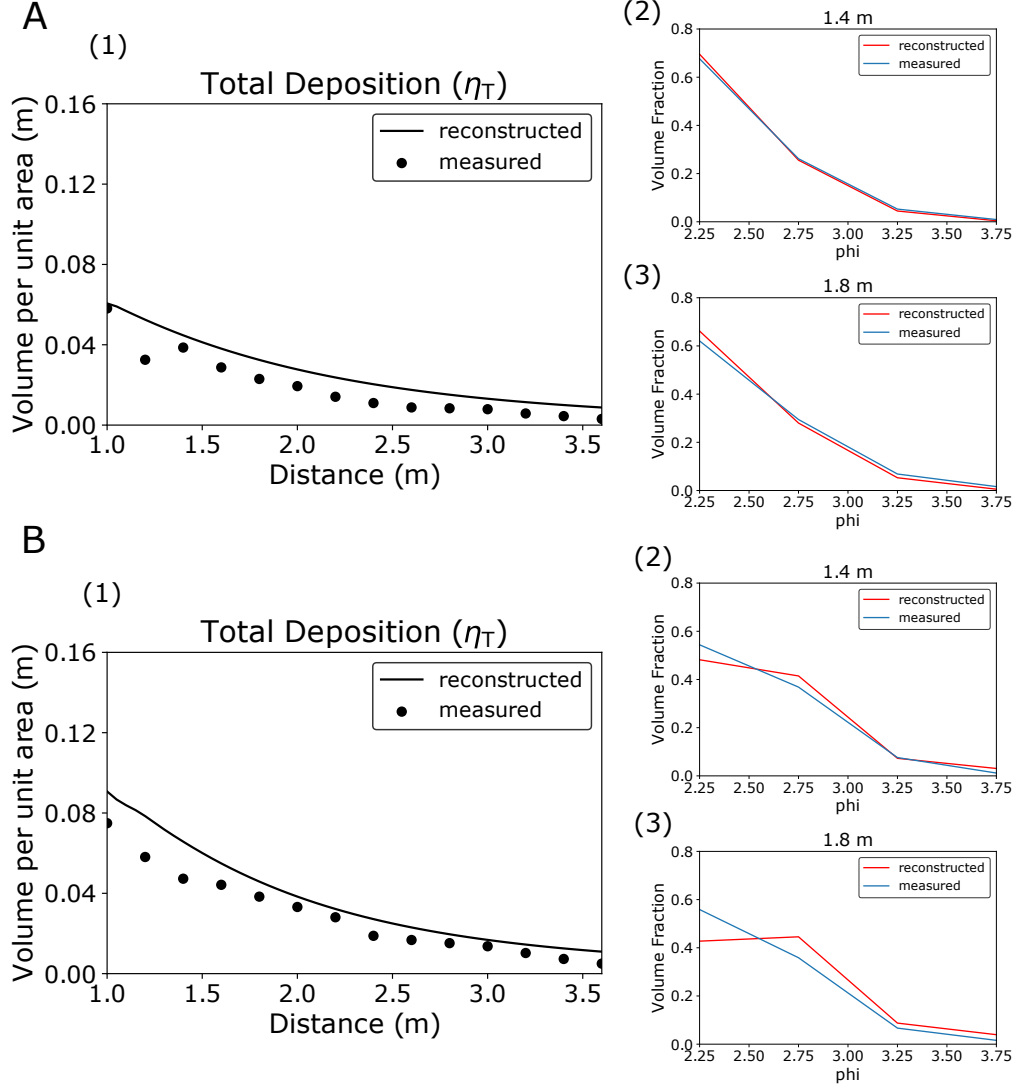 A
(1)
Total Deposition (ηT)
Volume per unit area (m)
0.16
0.12
0.08
0.04
0.00
reconstructed
measured
1.0 1.5 2.0 2.5 3.0 3.5
Distance (m)
(2)
1.4 m
Volume Fraction
0.8
0.6
0.4
0.2
0.0
reconstructed
measured
2.25 2.50 2.75 3.00 3.25 3.50 3.75
phi
(3)
1.8 m
Volume Fraction
0.8
0.6
0.4
0.2
0.0
reconstructed
measured
2.25 2.50 2.75 3.00 3.25 3.50 3.75
phi
B
(1)
Total Deposition (ηT)
Volume per unit area (m)
0.16
0.12
0.08
0.04
0.00
reconstructed
measured
1.0 1.5 2.0 2.5 3.0 3.5
Distance (m)
(2)
1.4 m
Volume Fraction
0.8
0.6
0.4
0.2
0.0
reconstructed
measured
2.25 2.50 2.75 3.00 3.25 3.50 3.75
phi
(3)
1.8 m
Volume Fraction
0.8
0.6
0.4
0.2
0.0
reconstructed
measured
2.25 2.50 2.75 3.00 3.25 3.50 3.75
phi